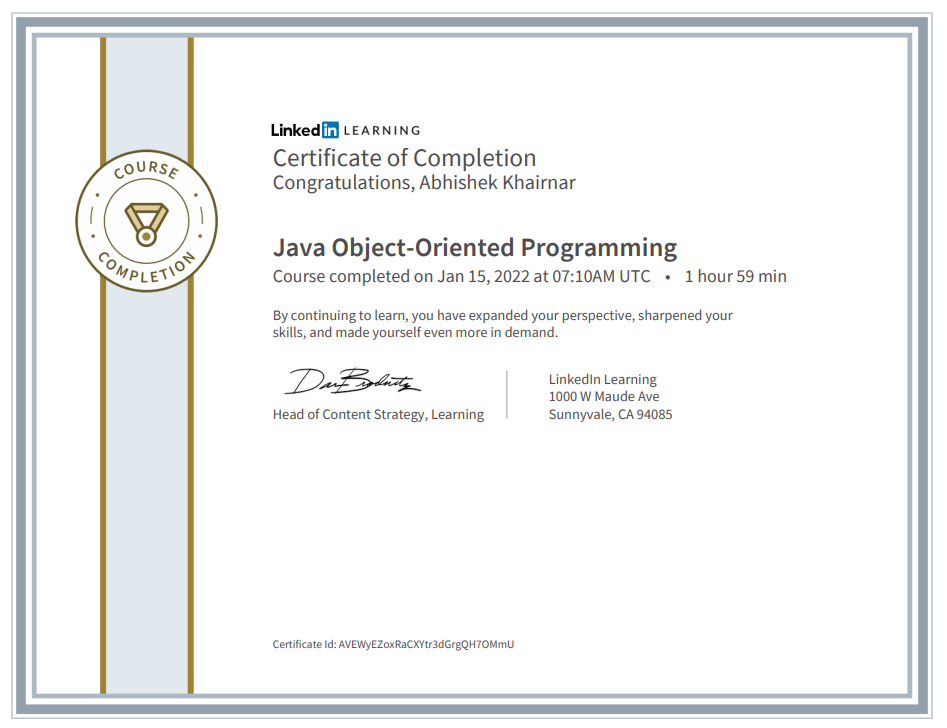 COURSE
COMPLETION
Linked in LEARNING
Certificate of Completion
Congratulations, Abhishek Khairnar
Java Object-Oriented Programming
Course completed on Jan 15, 2022 at 07:10AM UTC • 1 hour 59 min
By continuing to learn, you have expanded your perspective, sharpened your
skills, and made yourself even more in demand.
Head of Content Strategy, Learning
LinkedIn Learning
1000 W Maude Ave
Sunnyvale, CA 94085
Certificate Id: AVEWyEZoxRaCXYtr3dGrgQH7OMmU